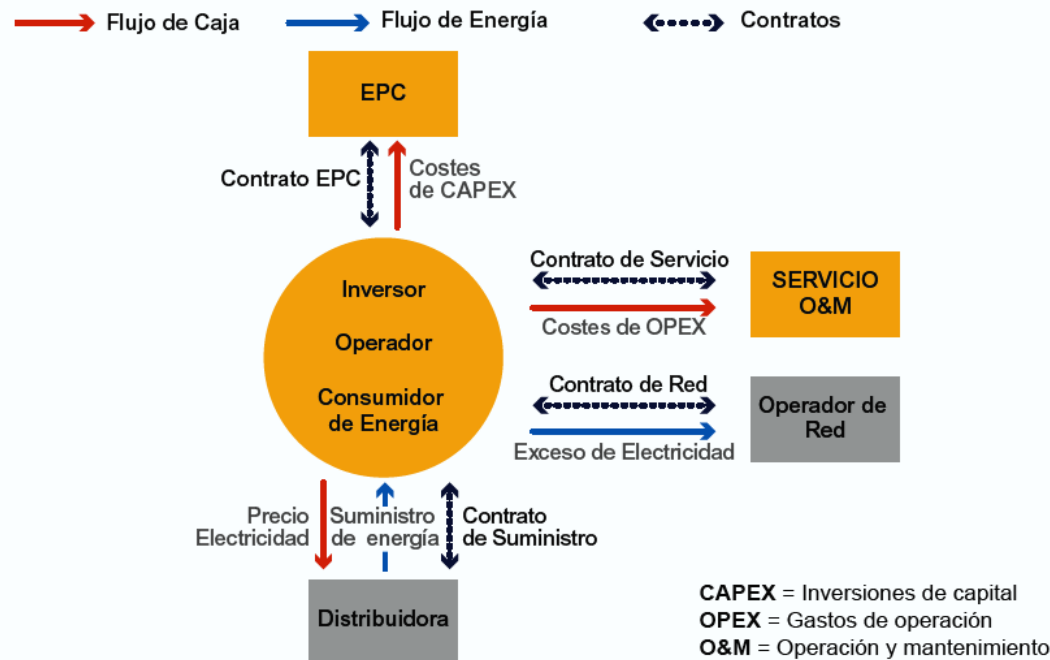 Flujo de Caja
Flujo de Energía
Contratos
EPC
Contrato EPC
Costes
de CAPEX
Inversor
Operador
Consumidor
de Energía
Contrato de Servicio
Costes de OPEX
SERVICIO
O&M
Contrato de Red
Exceso de Electricidad
Operador de
Red
Precio
Electricidad
Suministro
de energía
Contrato
de Suministro
Distribuidora
CAPEX = Inversiones de capital
OPEX = Gastos de operación
O&M = Operación y mantenimiento